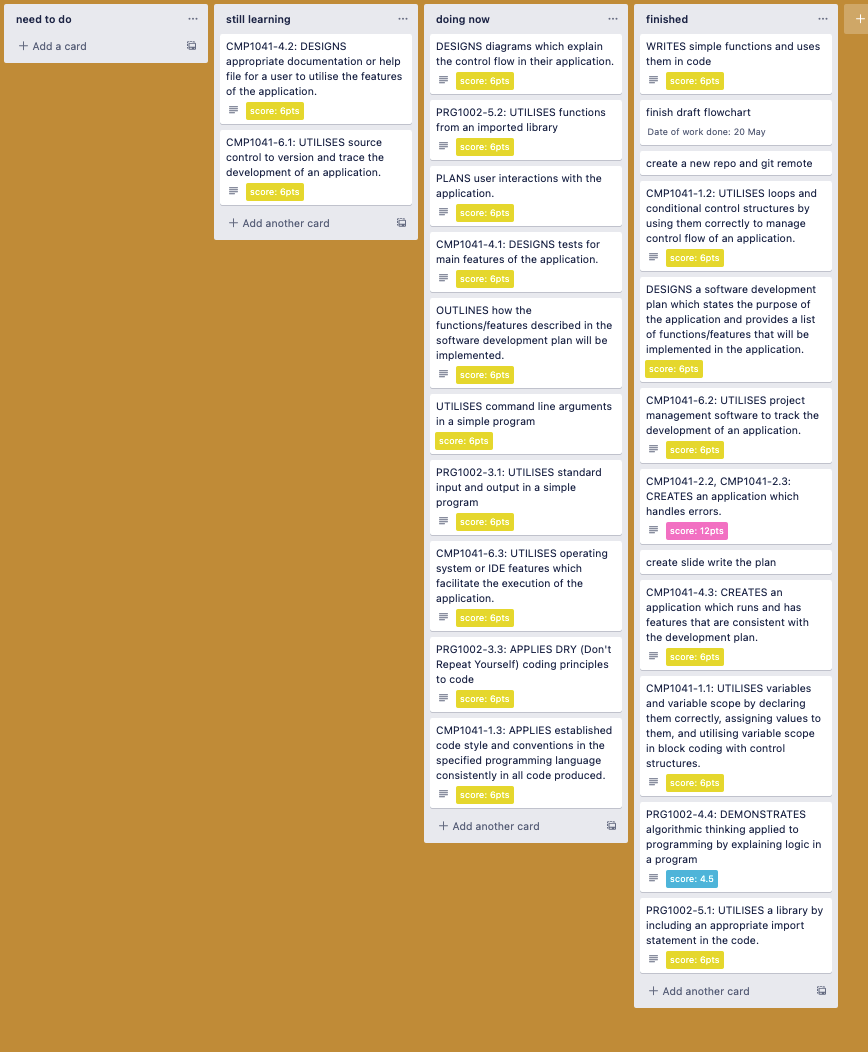 need to do
Add a card
still learning
CMP1041-4.2: DESIGNS
appropriate documentation or help
file for a user to utilise the features
of the application.
score: 6pts
CMP1041-6.1: UTILISES source
control to version and trace the
development of an application.
score: 6pts
Add another card
doing now
DESIGNS diagrams which explain
the control flow in their application.
score: 6pts
PRG1002-5.2: UTILISES functions
from an imported library
score: 6pts
PLANS user interactions with the
application.
score: 6pts
CMP1041-4.1: DESIGNS tests for
main features of the application.
score: 6pts
OUTLINES how the
functions/features described in the
software development plan will be
implemented.
score: 6pts
UTILISES command line arguments
in a simple program
score: 6pts
PRG1002-3.1: UTILISES standard
input and output in a simple
program
score: 6pts
CMP1041-6.3: UTILISES operating
system or IDE features which
facilitate the execution of the
application.
score: 6pts
PRG1002-3.3: APPLIES DRY (Don't
Repeat Yourself) coding principles
to code
score: 6pts
CMP1041-1.3: APPLIES established
code style and conventions in the
specified programming language
consistently in all code produced.
score: 6pts
Add another card
finished
WRITES simple functions and uses
them in code
score: 6pts
finish draft flowchart
Date of work done: 20 May
create a new repo and git remote
CMP1041-1.2: UTILISES loops and
conditional control structures by
using them correctly to manage
control flow of an application.
score: 6pts
DESIGNS a software development
plan which states the purpose of
the application and provides a list
of functions/features that will be
implemented in the application.
score: 6pts
CMP1041-6.2: UTILISES project
management software to track the
development of an application.
score: 6pts
CMP1041-2.2, CMP1041-2.3:
CREATES an application which
handles errors.
score: 12pts
create slide write the plan
CMP1041-4.3: CREATES an
application which runs and has
features that are consistent with
the development plan.
score: 6pts
CMP1041-1.1: UTILISES variables
and variable scope by declaring
them correctly, assigning values to
them, and utilising variable scope
in block coding with control
structures.
score: 6pts
PRG1002-4.4: DEMONSTRATES
algorithmic thinking applied to
programming by explaining logic in
a program
score: 4.5
PRG1002-5.1: UTILISES a library by
including an appropriate import
statement in the code.
score: 6pts
Add another card